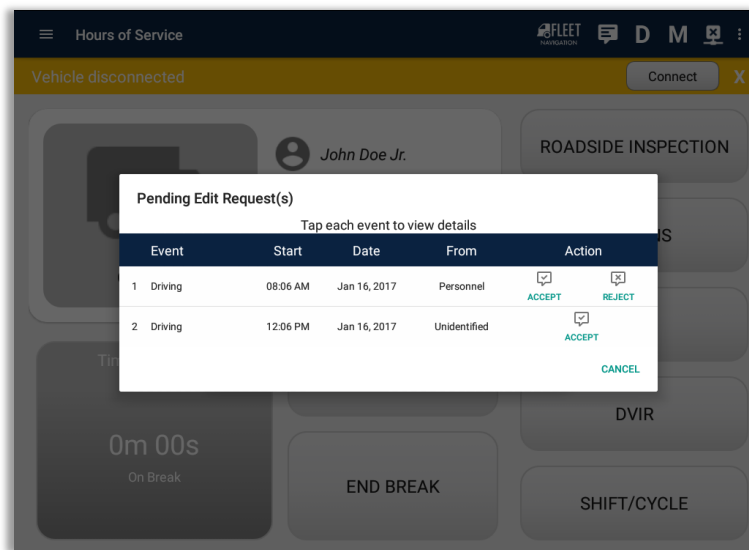 Hours of Service
FLEET
NAVIGATION
D M
Vehicle disconnected
Connect X
John Doe Jr.
ROADSIDE INSPECTION
Pending Edit Request(s)
Tap each event to view details
Event Start Date From Action
1 Driving 08:06 AM Jan 16, 2017 Personnel ACCEPT REJECT
2 Driving 12:06 PM Jan 16, 2017 Unidentified ACCEPT
CANCEL
DVIR
0m 00s
On Break
END BREAK
SHIFT/CYCLE